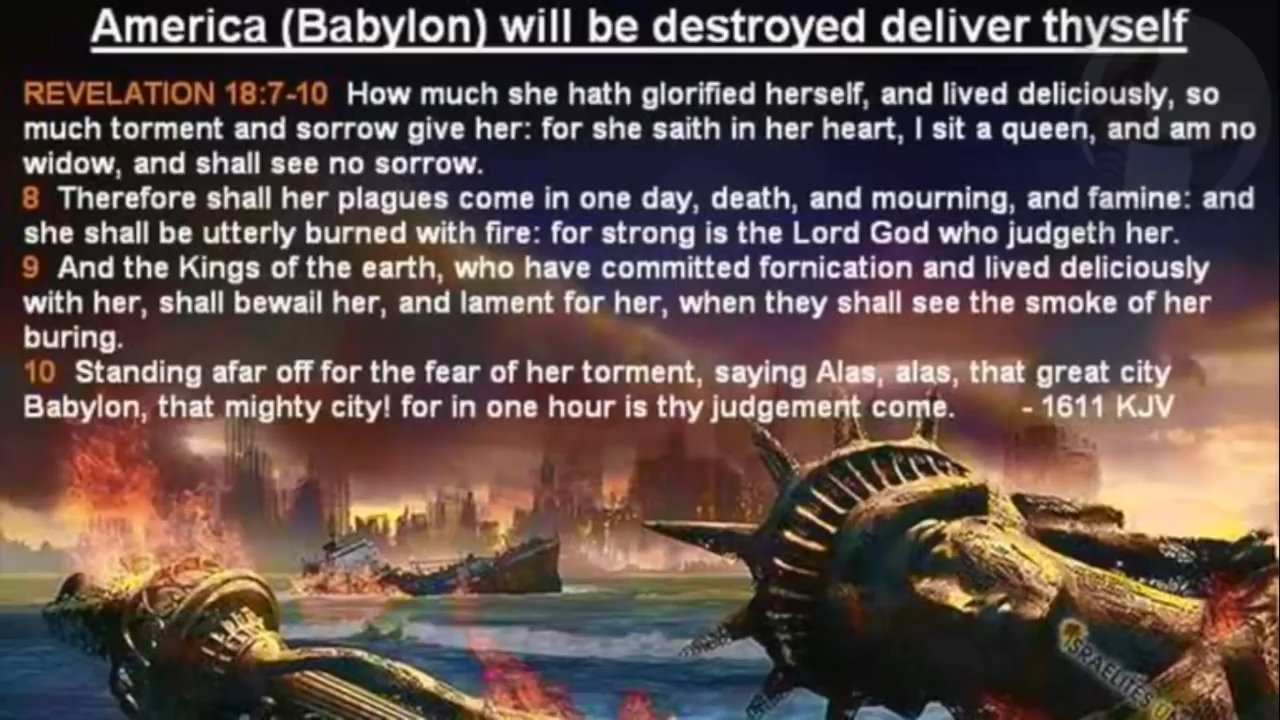 America (Babylon) will be destroyed deliver thyself
REVELATION 18:7-10 How much she hath glorified herself, and lived deliciously, so
much torment and sorrow give her: for she saith in her heart, I sit a queen, and am no
widow, and shall see no sorrow.
8 Therefore shall her plagues come in one day, death, and mourning, and famine: and
she shall be utterly burned with fire: for strong is the Lord God who judgeth her.
9 And the Kings of the earth, who have committed fornication and lived deliciously
with her, shall bewail her, and lament for her, when they shall see the smoke of her
buring.
10 Standing afar off for the fear of her torment, saying Alas, alas, that great city
Babylon, that mighty city! for in one hour is thy judgement come. - 1611 KJV
ISRAELITES